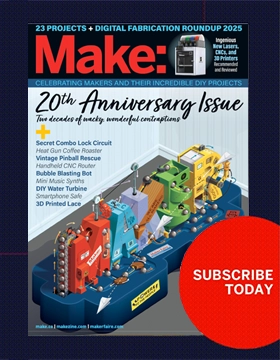 23 PROJECTS + DIGITAL FABRICATION ROUNDUP 2025
Make:
Ingenious
New Lasers,
CNCs, and
3D Printers
Recommended
and Reviewed
CELEBRATING MAKERS AND THEIR INCREDIBLE DIY PROJECTS
20th Anniversary Issue
Two decades of wacky, wonderful contraptions
+
Secret Combo Lock Circuit
Heat Gun Coffee Roaster
Vintage Pinball Rescue
Handheld CNC Router
Bubble Blasting Bot
Mini Music Synths
DIY Water Turbine
Smartphone Safe
3D Printed Lace
SUBSCRIBE
TODAY
make.co | makezine.com | makerfaire.com